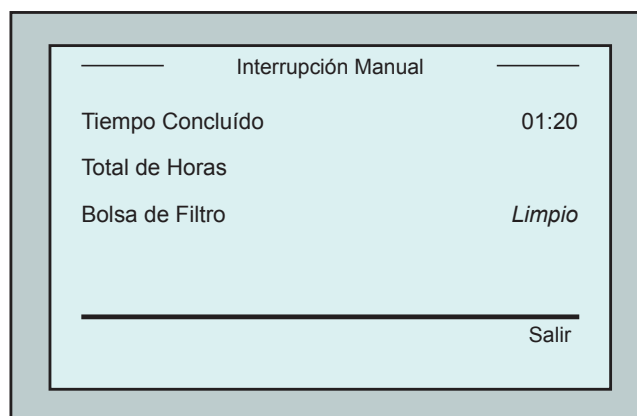 Interrupción Manual
Tiempo Concluído 01:20
Total de Horas
Bolsa de Filtro Limpio
Salir